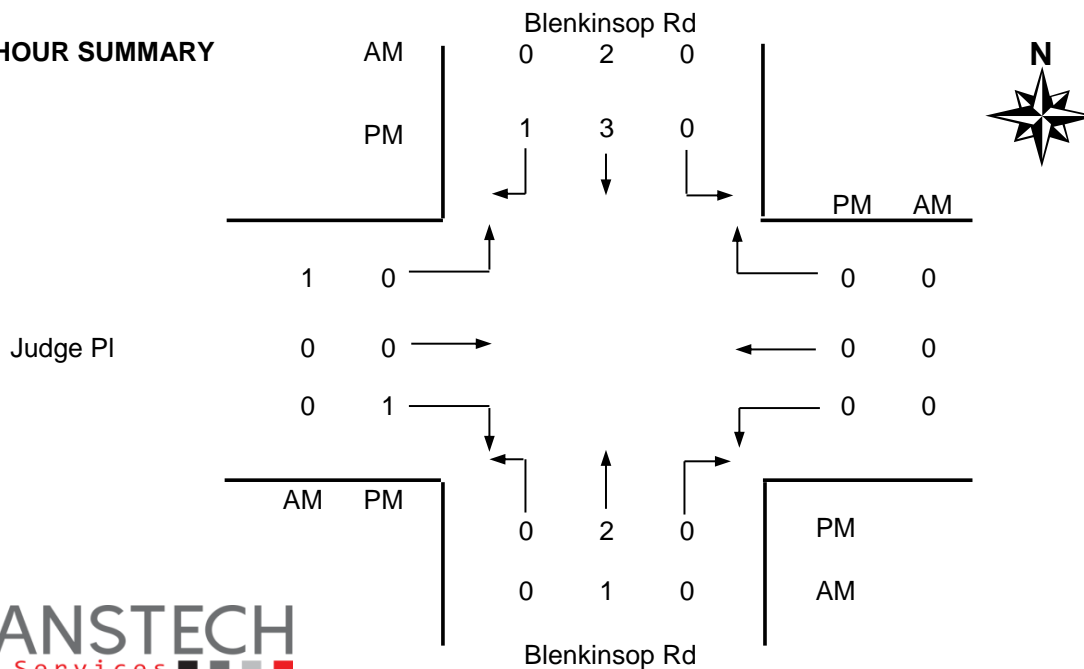 Blenkinsop Rd
HOUR SUMMARY AM 0 2 0 N
PM 1 3 0
PM AM
1 0 0 0
Judge Pl 0 0 0 0
0 1 0 0
AM PM
0 2 0 PM
0 1 0 AM
ANSTECH
Services
Blenkinsop Rd